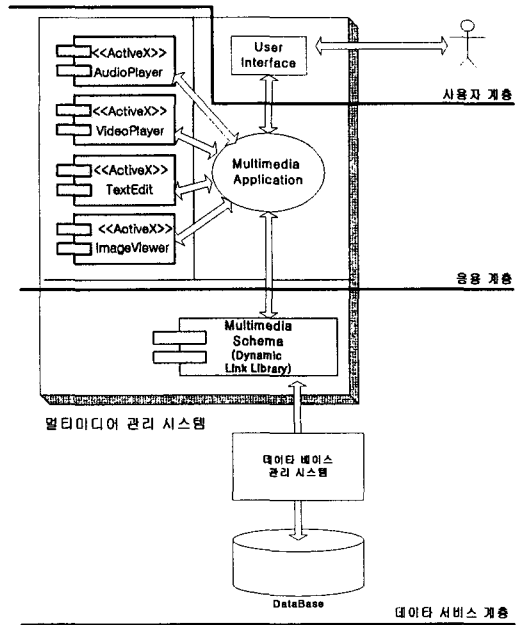 <<ActiveX>>
AudioPlayer
<<ActiveX>>
VideoPlayer
<<ActiveX>>
TextEdit
<<ActiveX>>
ImageViewer
User
Interface
사용자 계층
Multimedia
Application
응용 계층
Multimedia
Schema
(Dynamic
Link Library)
멀티미디어 관리 시스템
데이타 베이스
관리 시스템
DataBase
데이타 서비스 계층